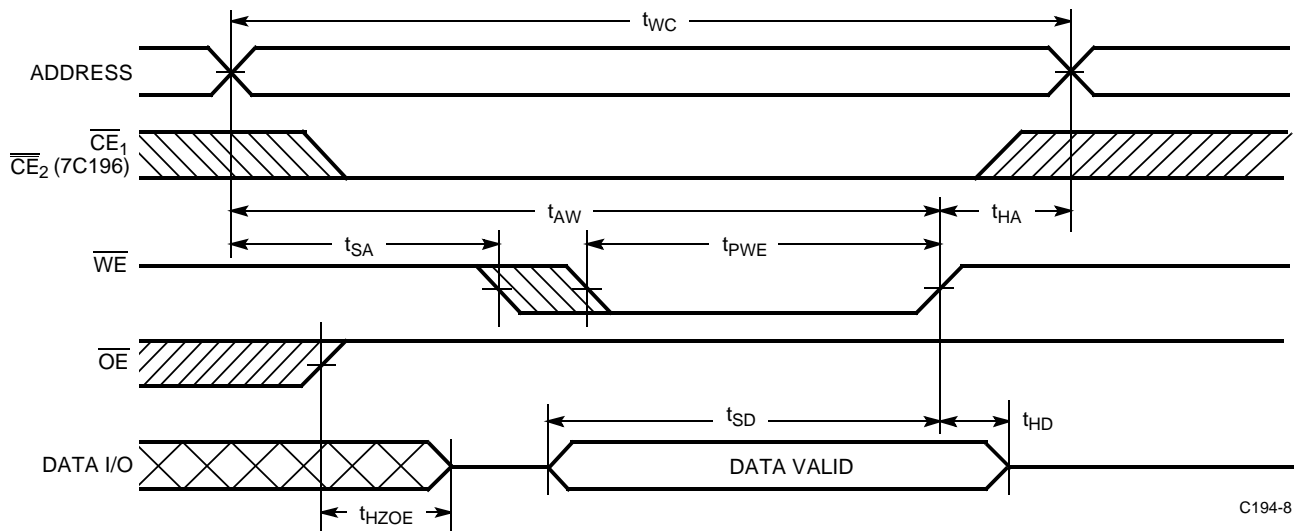 tWC
ADDRESS
CE1
CE2 (7C196)
tAW
tHA
tSA
tPWE
WE
OE
tSD
tHD
DATA I/O
DATA VALID
tHZOE
C194-8